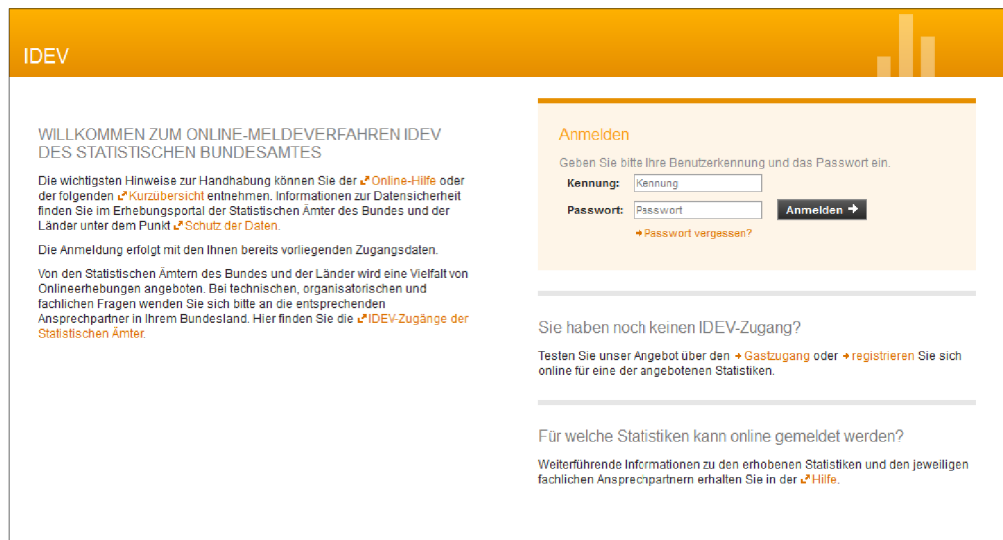 IDEV
WILLKOMMEN ZUM ONLINE-MELDEVERFAHREN IDEV
DES STATISTISCHEN BUNDESAMTES
Die wichtigsten Hinweise zur Handhabung können Sie der Online-Hilfe oder
der folgenden Kurzübersicht entnehmen. Informationen zur Datensicherheit
finden Sie im Erhebungsportal der Statistischen Ämter des Bundes und der
Länder unter dem Punkt Schutz der Daten.
Die Anmeldung erfolgt mit den Ihnen bereits vorliegenden Zugangsdaten.
Von den Statistischen Ämtern des Bundes und der Länder wird eine Vielfalt von
Onlineerhebungen angeboten. Bei technischen, organisatorischen und
fachlichen Fragen wenden Sie sich bitte an die entsprechenden
Ansprechpartner in Ihrem Bundesland. Hier finden Sie die IDEV-Zugänge der
Statistischen Ämter.
Anmelden
Geben Sie bitte Ihre Benutzerkennung und das Passwort ein.
Kennung: Kennung
Passwort: Passwort Anmelden →
→ Passwort vergessen?
Sie haben noch keinen IDEV-Zugang?
Testen Sie unser Angebot über den → Gastzugang oder → registrieren Sie sich
online für eine der angebotenen Statistiken.
Für welche Statistiken kann online gemeldet werden?
Weiterführende Informationen zu den erhobenen Statistiken und den jeweiligen
fachlichen Ansprechpartnern erhalten Sie in der Hilfe.